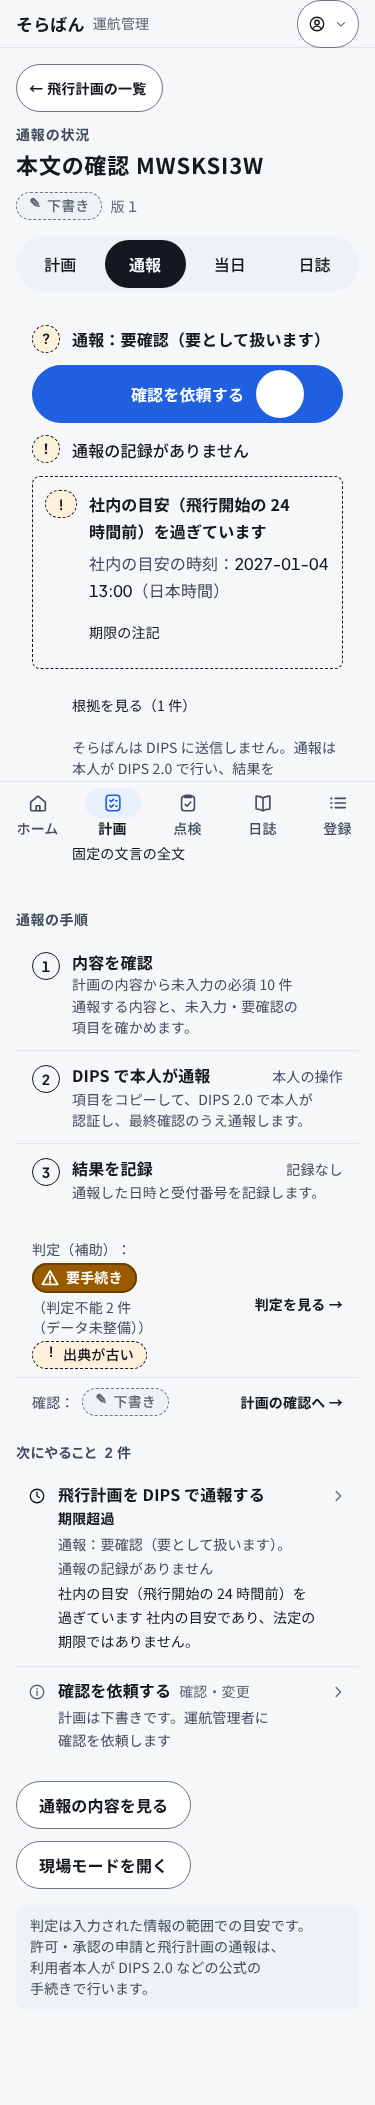 そらばん 運航管理
← 飛行計画の一覧
通報の状況
本文の確認 MWSKSI3W
✎ 下書き 版 1
計画 通報 当日 日誌
? 通報：要確認（要として扱います）
確認を依頼する
! 通報の記録がありません
! 社内の目安（飛行開始の 24
時間前）を過ぎています
社内の目安の時刻：2027-01-04
13:00（日本時間）
期限の注記
根拠を見る（1 件）
そらばんは DIPS に送信しません。通報は
本人が DIPS 2.0 で行い、結果を
ホーム 計画 点検 日誌 登録
固定の文言の全文
通報の手順
1 内容を確認
計画の内容から未入力の必須 10 件
通報する内容と、未入力・要確認の
項目を確かめます。
2 DIPS で本人が通報 本人の操作
項目をコピーして、DIPS 2.0 で本人が
認証し、最終確認のうえ通報します。
3 結果を記録 記録なし
通報した日時と受付番号を記録します。
判定（補助）：
要手続き
（判定不能 2 件
（データ未整備））
判定を見る →
! 出典が古い
確認： ✎ 下書き 計画の確認へ →
次にやること 2 件
飛行計画を DIPS で通報する
期限超過
通報：要確認（要として扱います）。
通報の記録がありません
社内の目安（飛行開始の 24 時間前）を
過ぎています 社内の目安であり、法定の
期限ではありません。
確認を依頼する 確認・変更
計画は下書きです。運航管理者に
確認を依頼します
通報の内容を見る
現場モードを開く
判定は入力された情報の範囲での目安です。
許可・承認の申請と飛行計画の通報は、
利用者本人が DIPS 2.0 などの公式の
手続きで行います。